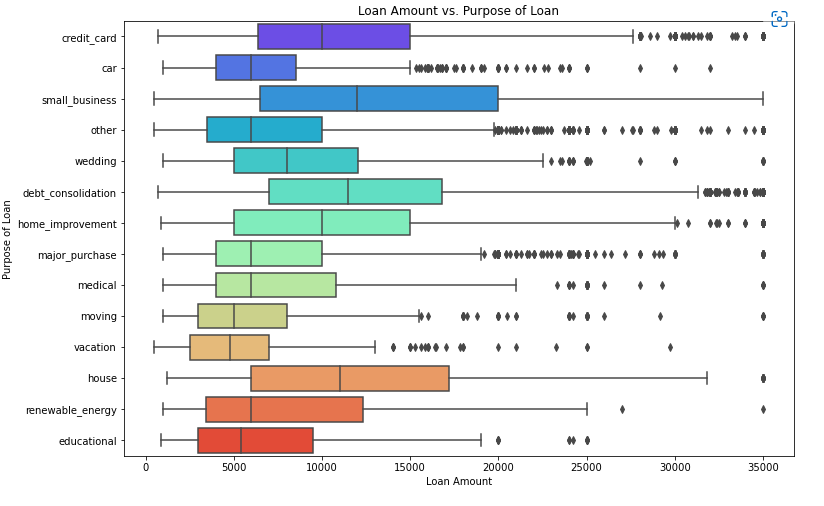 Loan Amount vs. Purpose of Loan
Purpose of Loan
credit_card
car
small_business
other
wedding
debt_consolidation
home_improvement
major_purchase
medical
moving
vacation
house
renewable_energy
educational
0 5000 10000 15000 20000 25000 30000 35000
Loan Amount